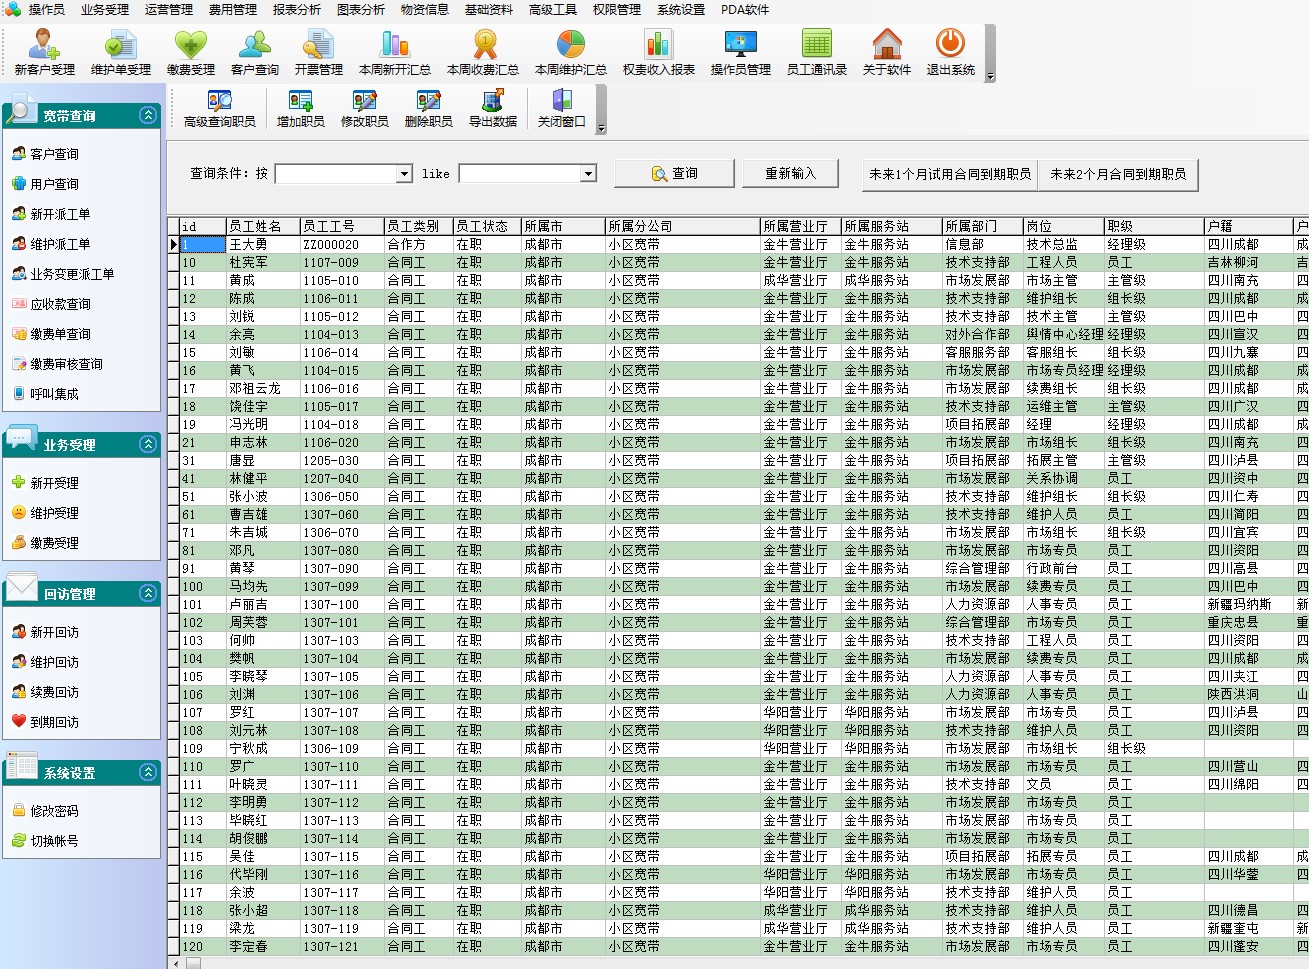 操作员 业务受理 运营管理 费用管理 报表分析 图表分析 物资信息 基础资料 高级工具 权限管理 系统设置 PDA软件
新客户受理 维护单受理 缴费受理 客户查询 开票管理 本周新开汇总 本周收费汇总 本周维护汇总 权责收入报表 操作员管理 员工通讯录 关于软件 退出系统
高级查询职员 增加职员 修改职员 删除职员 导出数据 关闭窗口
宽带查询
客户查询
用户查询
新开派工单
维护派工单
业务变更派工单
应收款查询
缴费单查询
缴费审核查询
呼叫集成
业务受理
新开受理
维护受理
缴费受理
回访管理
新开回访
维护回访
续费回访
到期回访
系统设置
修改密码
切换帐号
查询条件: 按 like 查询 重新输入 未来1个月试用合同到期职员 未来2个月合同到期职员
id 员工姓名 员工工号 员工类别 员工状态 所属市 所属分公司 所属营业厅 所属服务站 所属部门 岗位 职级 户籍 户
1 王大勇 ZZ000020 合作方 在职 成都市 小区宽带 金牛营业厅 金牛服务站 信息部 技术总监 经理级 四川成都 成
10 杜宪军 1107-009 合同工 在职 成都市 小区宽带 金牛营业厅 金牛服务站 技术支持部 工程人员 员工 吉林柳河 吉
11 黄成 1105-010 合同工 在职 成都市 小区宽带 成华营业厅 成华服务站 市场发展部 市场主管 主管级 四川南充 四
12 陈成 1106-011 合同工 在职 成都市 小区宽带 金牛营业厅 金牛服务站 技术支持部 维护组长 组长级 四川成都 成
13 刘锐 1105-012 合同工 在职 成都市 小区宽带 金牛营业厅 金牛服务站 技术支持部 技术主管 主管级 四川巴中 四
14 余亮 1104-013 合同工 在职 成都市 小区宽带 金牛营业厅 金牛服务站 对外合作部 舆情中心经理 经理级 四川宣汉 四
15 刘敏 1106-014 合同工 在职 成都市 小区宽带 金牛营业厅 金牛服务站 客服服务部 客服组长 组长级 四川九寨 四
16 黄飞 1104-015 合同工 在职 成都市 小区宽带 金牛营业厅 金牛服务站 市场发展部 市场专员经理 经理级 四川成都 成
17 邓祖云龙 1106-016 合同工 在职 成都市 小区宽带 金牛营业厅 金牛服务站 市场发展部 续费组长 组长级 四川成都 成
18 饶佳宇 1105-017 合同工 在职 成都市 小区宽带 金牛营业厅 金牛服务站 技术支持部 运维主管 主管级 四川广汉 四
19 冯光明 1104-018 合同工 在职 成都市 小区宽带 金牛营业厅 金牛服务站 项目拓展部 经理 经理级 四川成都 成
21 申志林 1106-020 合同工 在职 成都市 小区宽带 金牛营业厅 金牛服务站 市场发展部 市场组长 组长级 四川南充 四
31 唐显 1205-030 合同工 在职 成都市 小区宽带 金牛营业厅 金牛服务站 项目拓展部 拓展主管 主管级 四川泸县 四
41 林健平 1207-040 合同工 在职 成都市 小区宽带 金牛营业厅 金牛服务站 市场发展部 关系协调 员工 四川资中 四
51 张小波 1306-050 合同工 在职 成都市 小区宽带 金牛营业厅 金牛服务站 技术支持部 维护组长 组长级 四川仁寿 四
61 曹吉雄 1307-060 合同工 在职 成都市 小区宽带 金牛营业厅 金牛服务站 技术支持部 维护人员 员工 四川简阳 四
71 朱吉城 1306-070 合同工 在职 成都市 小区宽带 金牛营业厅 金牛服务站 市场发展部 市场组长 组长级 四川宜宾 四
81 邓凡 1307-080 合同工 在职 成都市 小区宽带 金牛营业厅 金牛服务站 市场发展部 市场专员 员工 四川资阳 四
91 黄琴 1307-090 合同工 在职 成都市 小区宽带 金牛营业厅 金牛服务站 综合管理部 行政前台 员工 四川高县 四
100 马均先 1307-090 合同工 在职 成都市 小区宽带 金牛营业厅 金牛服务站 市场发展部 续费专员 员工 四川巴中 四
101 卢丽吉 1307-100 合同工 在职 成都市 小区宽带 金牛营业厅 金牛服务站 人力资源部 人事专员 员工 新疆玛纳斯 新
102 周芙蓉 1307-101 合同工 在职 成都市 小区宽带 金牛营业厅 金牛服务站 综合管理部 市场专员 员工 重庆忠县 重
103 何帅 1307-103 合同工 在职 成都市 小区宽带 金牛营业厅 金牛服务站 技术支持部 工程人员 员工 四川资阳 四
104 樊帆 1307-104 合同工 在职 成都市 小区宽带 金牛营业厅 金牛服务站 市场发展部 续费专员 员工 四川成都 成
105 李晓琴 1307-105 合同工 在职 成都市 小区宽带 金牛营业厅 金牛服务站 人力资源部 人事专员 员工 四川夹江 四
106 刘渊 1307-106 合同工 在职 成都市 小区宽带 金牛营业厅 金牛服务站 人力资源部 人事专员 员工 陕西洪洞 山
107 罗红 1307-107 合同工 在职 成都市 小区宽带 华阳营业厅 华阳服务站 市场发展部 市场专员 员工 四川泸县 四
108 刘元林 1307-108 合同工 在职 成都市 小区宽带 华阳营业厅 华阳服务站 技术支持部 维护人员 员工 四川资阳 四
109 宁秋成 1306-109 合同工 在职 成都市 小区宽带 金牛营业厅 金牛服务站 市场发展部 市场组长 组长级
110 罗广 1307-110 合同工 在职 成都市 小区宽带 金牛营业厅 金牛服务站 市场发展部 市场专员 员工 四川营山 四
111 叶晓灵 1307-111 合同工 在职 成都市 小区宽带 金牛营业厅 金牛服务站 技术支持部 文员 员工 四川绵阳 四
112 李明勇 1307-112 合同工 在职 成都市 小区宽带 金牛营业厅 金牛服务站 市场发展部 市场专员 员工
113 毕晓红 1307-113 合同工 在职 成都市 小区宽带 金牛营业厅 金牛服务站 市场发展部 市场专员 员工
114 胡俊鹏 1307-114 合同工 在职 成都市 小区宽带 金牛营业厅 金牛服务站 市场发展部 市场专员 员工
115 吴佳 1307-115 合同工 在职 成都市 小区宽带 金牛营业厅 金牛服务站 项目拓展部 拓展专员 员工 四川成都 成
116 代毕刚 1307-116 合同工 在职 成都市 小区宽带 华阳营业厅 华阳服务站 市场发展部 市场专员 员工 四川华蓥 四
117 余波 1307-117 合同工 在职 成都市 小区宽带 华阳营业厅 华阳服务站 技术支持部 维护人员 员工
118 张小超 1307-118 合同工 在职 成都市 小区宽带 成华营业厅 成华服务站 技术支持部 维护人员 员工 四川德昌 四
119 梁龙 1307-119 合同工 在职 成都市 小区宽带 成华营业厅 成华服务站 技术支持部 维护人员 员工 新疆奎屯 新
120 李定春 1307-121 合同工 在职 成都市 小区宽带 金牛营业厅 金牛服务站 市场发展部 市场专员 员工 四川蓬安 四